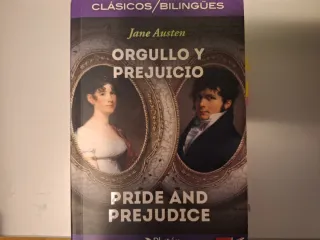 CLÁSICOS/BILINGÜES
Jane Austen
ORGULLO Y
PREJUICIO
PRIDE AND
PREJUDICE